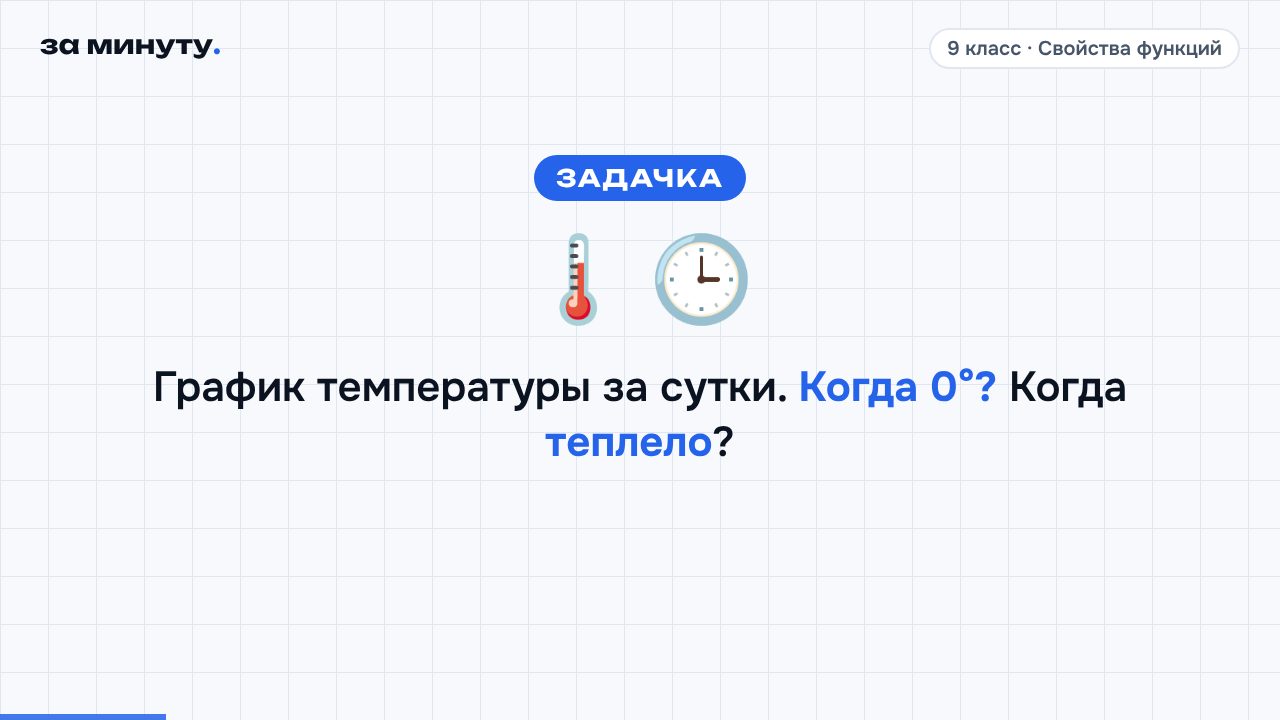 за минуту.
9 класс · Свойства функций
ЗАДАЧКА
График температуры за сутки. Когда 0°? Когда
теплело?